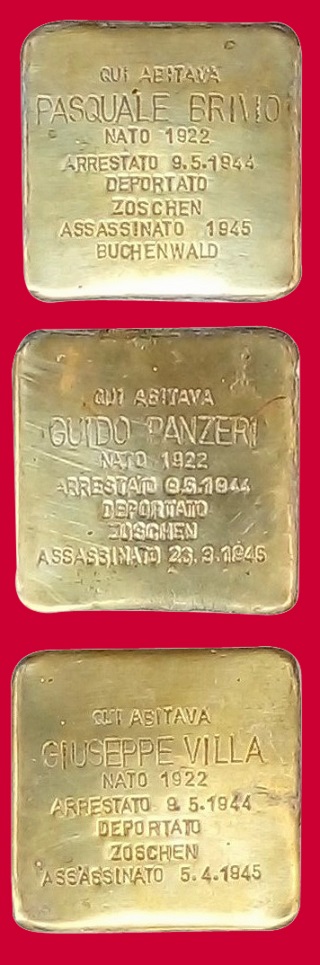 QUI ABITAVA
PASQUALE BRIVIO
NATO 1922
ARRESTATO 9.5.1944
DEPORTATO
ZOSCHEN
ASSASSINATO 1945
BUCHENWALD
QUI ABITAVA
GUIDO PANZERI
NATO 1922
ARRESTATO 9.5.1944
DEPORTATO
ZOSCHEN
ASSASSINATO 23.3.1945
QUI ABITAVA
GIUSEPPE VILLA
NATO 1922
ARRESTATO 9.5.1944
DEPORTATO
ZOSCHEN
ASSASSINATO 5.4.1945